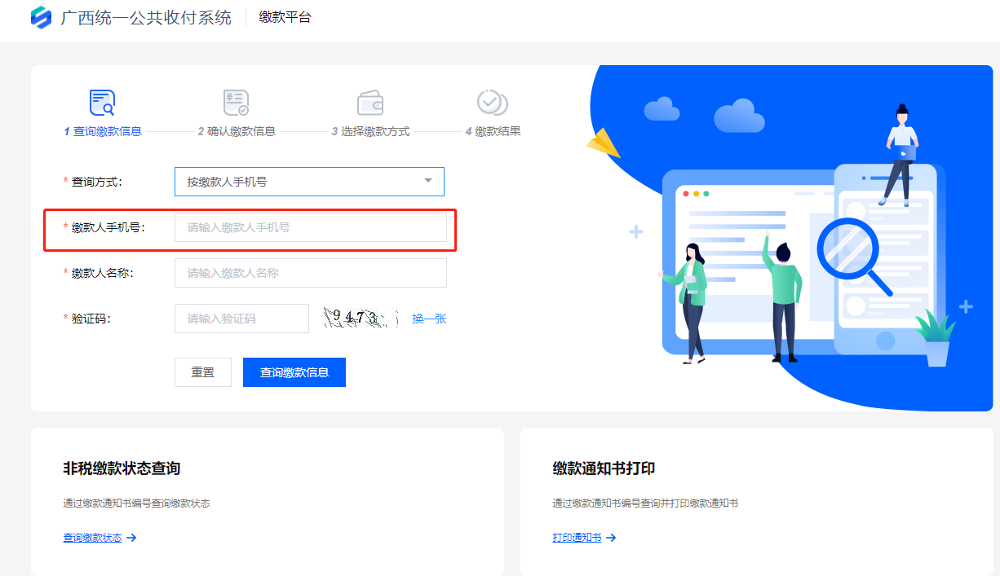 广西统一公共收付系统 缴款平台
1 查询缴款信息 2 确认缴款信息 3 选择缴款方式 4 缴款结果
* 查询方式: 按缴款人手机号
* 缴款人手机号: 请输入缴款人手机号
* 缴款人名称: 请输入缴款人名称
* 验证码: 请输入验证码 9473 换一张
重置 查询缴款信息
非税缴款状态查询
通过缴款通知书编号查询缴款状态
查询缴款状态
缴款通知书打印
通过缴款通知书编号查询并打印缴款通知书
打印通知书